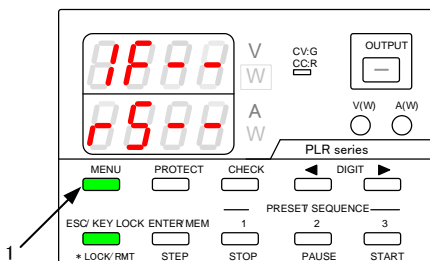 1F--
V
W
CV:G
CC:R
OUTPUT
rS--
A
W
V(W) A(W)
PLR series
MENU PROTECT CHECK ◀ DIGIT ▶
PRESET/ SEQUENCE
ESC/ KEY LOCK ENTER/MEM 1 2 3
* LOCK/RMT STEP STOP PAUSE START
1